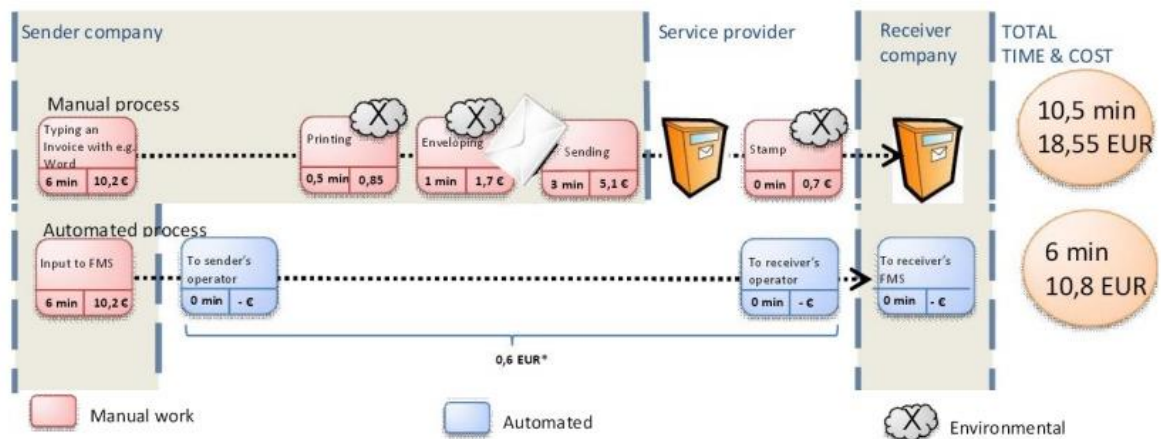 Sender company
Service provider
Receiver
company
TOTAL
TIME & COST
Manual process
Typing an
Invoice with e.g.
Word
6 min 10,2 €
Printing
0,5 min 0,85
Enveloping
1 min 1,7 €
Sending
3 min 5,1 €
Stamp
0 min 0,7 €
10,5 min
18,55 EUR
Automated process
Input to FMS
6 min 10,2 €
To sender's
operator
0 min - €
To receiver's
operator
0 min - €
To receiver's
FMS
0 min - €
6 min
10,8 EUR
0,6 EUR*
Manual work
Automated
Environmental
X
X
X
X